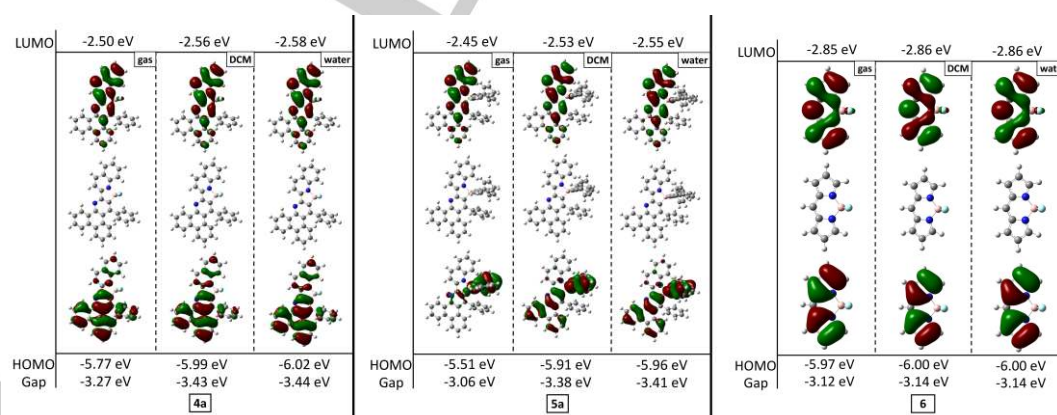 LUMO -2.50 eV -2.56 eV -2.58 eV
gas DCM water
HOMO -5.77 eV -5.99 eV -6.02 eV
Gap -3.27 eV -3.43 eV -3.44 eV
4a
LUMO -2.45 eV -2.53 eV -2.55 eV
gas DCM water
HOMO -5.51 eV -5.91 eV -5.96 eV
Gap -3.06 eV -3.38 eV -3.41 eV
5a
LUMO -2.85 eV -2.86 eV -2.86 eV
gas DCM wat
HOMO -5.97 eV -6.00 eV -6.00 eV
Gap -3.12 eV -3.14 eV -3.14 eV
6